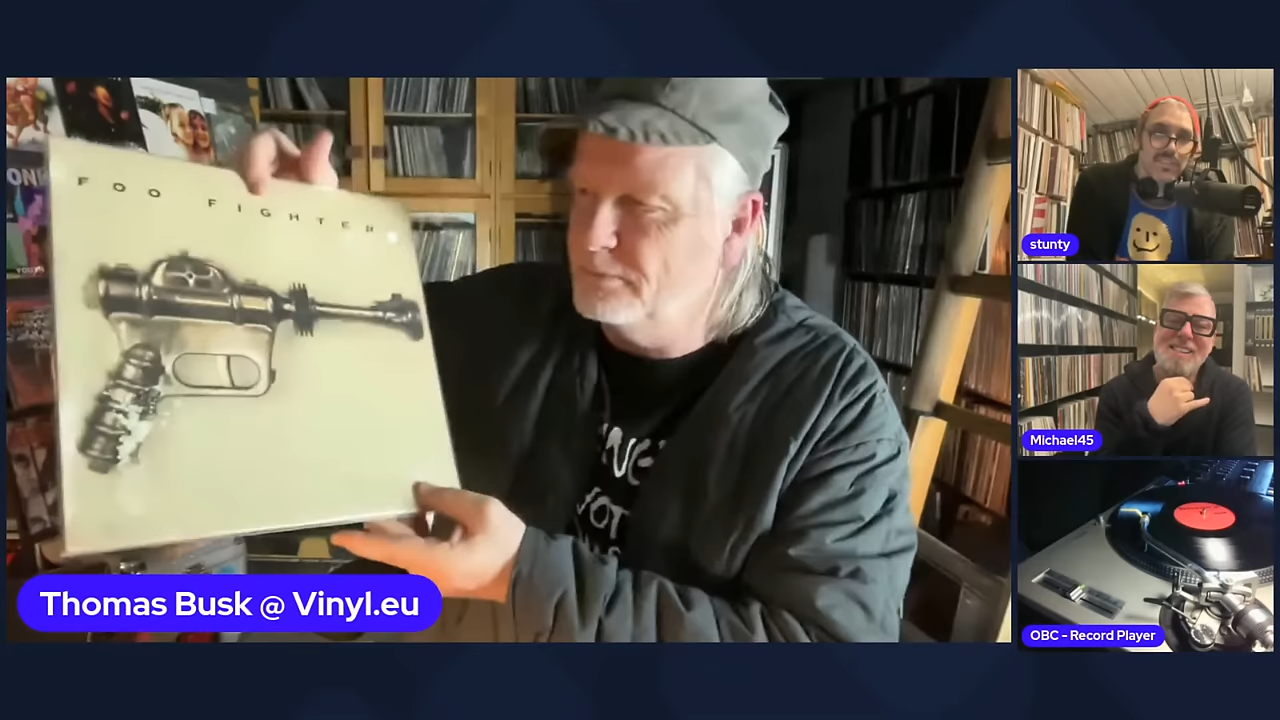 FOO FIGHTER
Thomas Busk @ Vinyl.eu
stunty
Michael45
OBC - Record Player